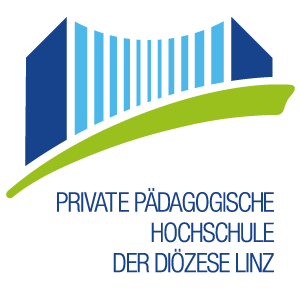 PRIVATE PÄDAGOGISCHE
HOCHSCHULE
DER DIÖZESE LINZ